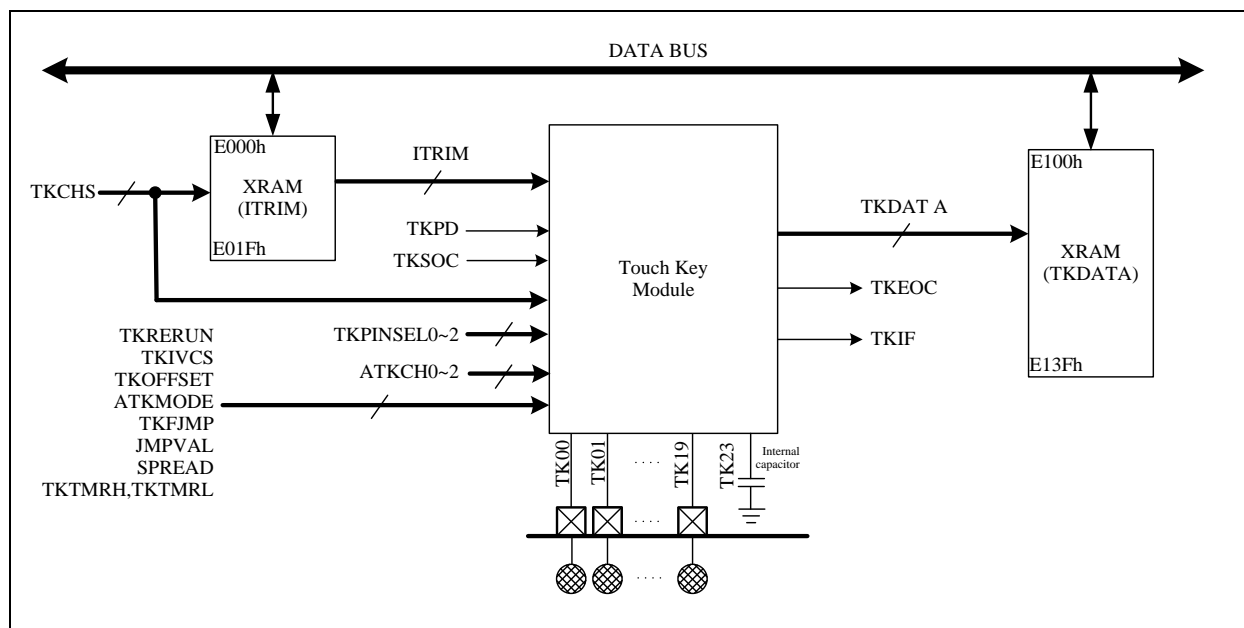 DATA BUS
E000h
XRAM
(ITRIM)
E01Fh
TKCHS
ITRIM
TKPD
TKSOC
TKPINSEL0~2
ATKCH0~2
TKRERUN
TKIVCS
TKOFFSET
ATKMODE
TKFJMP
JMPVAL
SPREAD
TKTMRH,TKTMRL
Touch Key
Module
TKDAT A
TKEOC
TKIF
E100h
XRAM
(TKDATA)
E13Fh
TK00
TK01
. . . .
TK19
TK23
Internal
capacitor
. . . .
. . . .